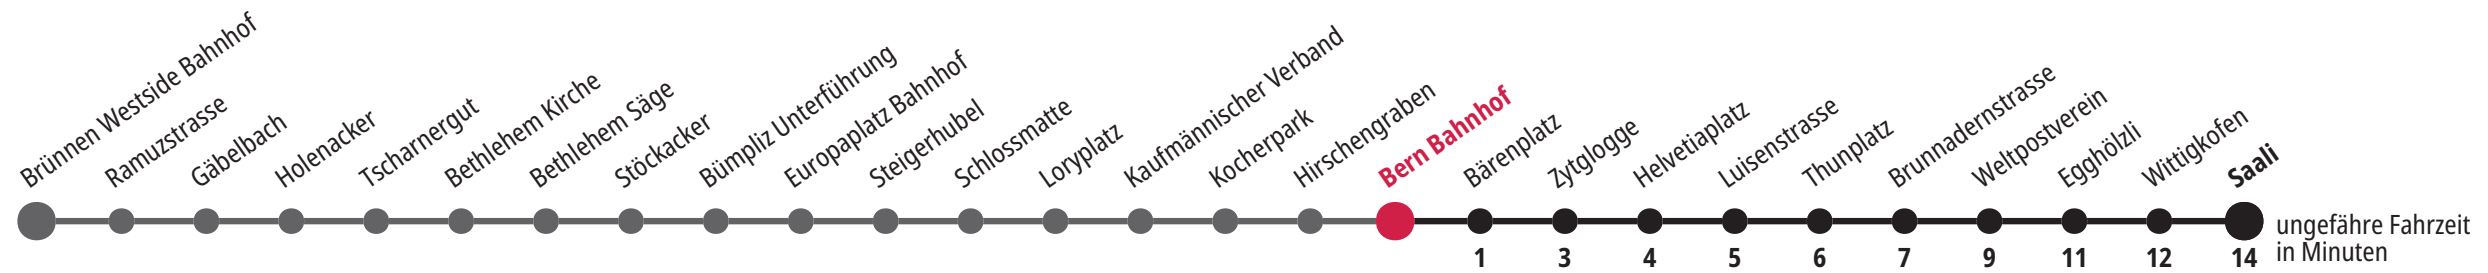 Brünnen Westside Bahnhof
Ramuzstrasse
Gäbelbach
Holenacker
Tscharnergut
Bethlehem Kirche
Bethlehem Säge
Stöckacker
Bümpliz Unterführung
Europaplatz Bahnhof
Steigerhubel
Schlossmatte
Loryplatz
Kaufmännischer Verband
Kocherpark
Hirschengraben
Bern Bahnhof
Bärenplatz
Zytglogge
Helvetiaplatz
Luisenstrasse
Thunplatz
Brunnadernstrasse
Weltpostverein
Egghölzli
Wittigkofen
Saali
1 3 4 5 6 7 9 11 12 14
ungefähre Fahrzeit
in Minuten